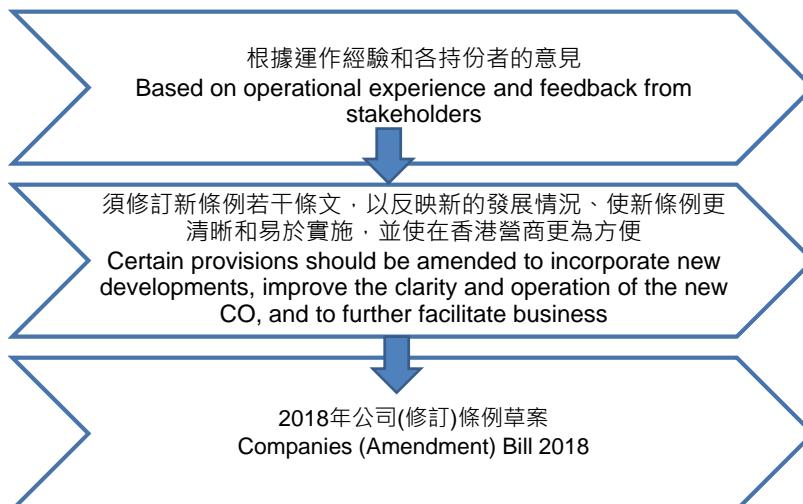 根據運作經驗和各持份者的意見
Based on operational experience and feedback from
stakeholders
須修訂新條例若干條文，以反映新的發展情況、使新條例更
清晰和易於實施，並使在香港營商更為方便
Certain provisions should be amended to incorporate new
developments, improve the clarity and operation of the new
CO, and to further facilitate business
2018年公司(修訂)條例草案
Companies (Amendment) Bill 2018